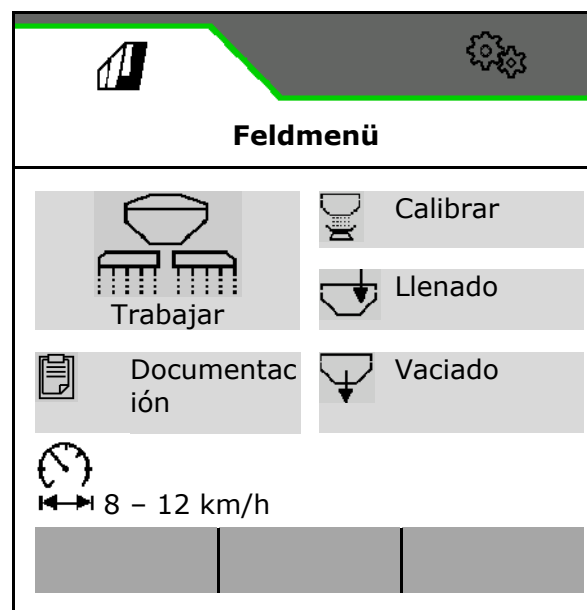 Feldmenü
Trabajar
Calibrar
Llenado
Documentac
ión
Vaciado
8 – 12 km/h